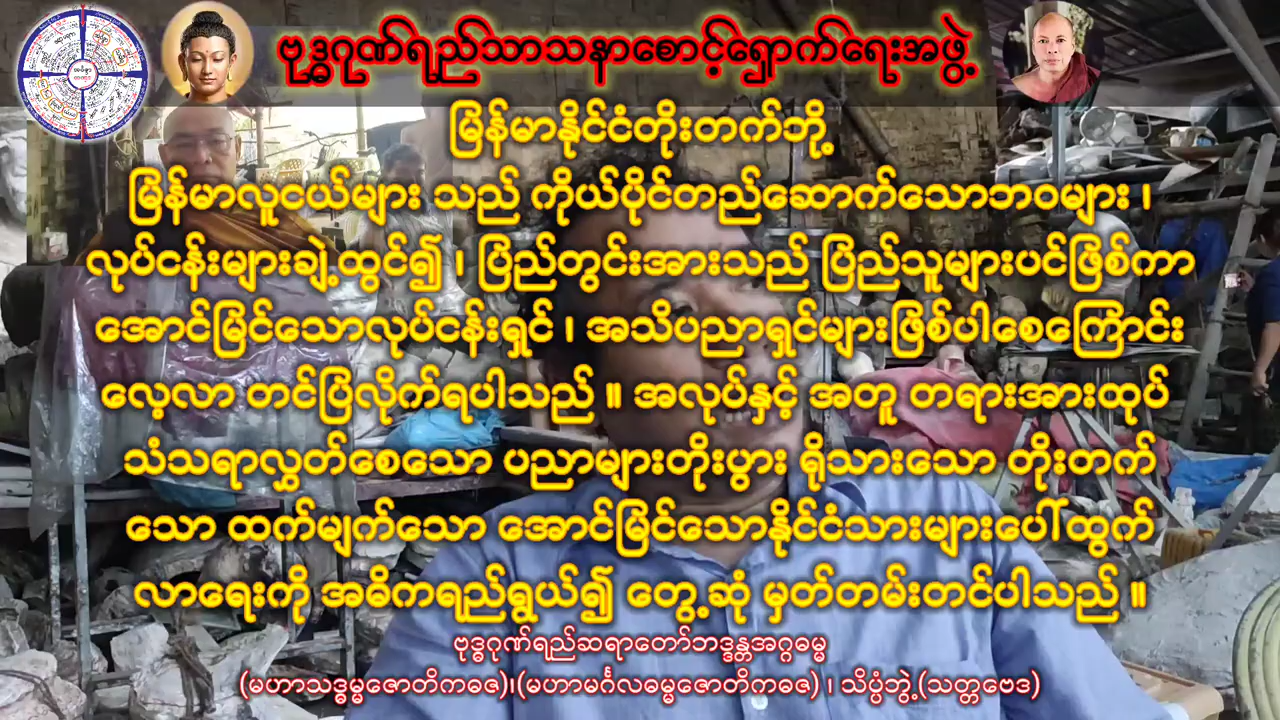 ဗုဒ္ဓဂုဏ်ရည်သာသနာစောင့်ရှောက်ရေးအဖွဲ့
မြန်မာနိုင်ငံတိုးတက်ဘို့
မြန်မာလူငယ်များ သည် ကိုယ်ပိုင်တည်ဆောက်သောဘဝများ ၊
လုပ်ငန်းများချဲ့ထွင်၍ ၊ ပြည်တွင်းအားသည် ပြည်သူများပင်ဖြစ်ကာ
အောင်မြင်သောလုပ်ငန်းရှင် ၊ အသိပညာရှင်များဖြစ်ပါစေကြောင်း
လေ့လာ တင်ပြလိုက်ရပါသည် ။ အလုပ်နှင့် အတူ တရားအားထုပ်
သံသရာလွှတ်စေသော ပညာများတိုးပွား ရိုသားသော တိုးတက်
သော ထက်မျက်သော အောင်မြင်သောနိုင်ငံသားများပေါ်ထွက်
လာရေးကို အဓိကရည်ရွယ်၍ တွေ့ဆုံ မှတ်တမ်းတင်ပါသည် ။
ဗုဒ္ဓဂုဏ်ရည်ဆရာတော်ဘဒ္ဒန္တအဂ္ဂဓမ္မ
(မဟာသဒ္ဓမ္မဇောတိကဓဇ)၊(မဟာမင်္ဂလဓမ္မဇောတိကဓဇ) ၊ သိပ္ပံဘွဲ့(သတ္တဗေဒ)